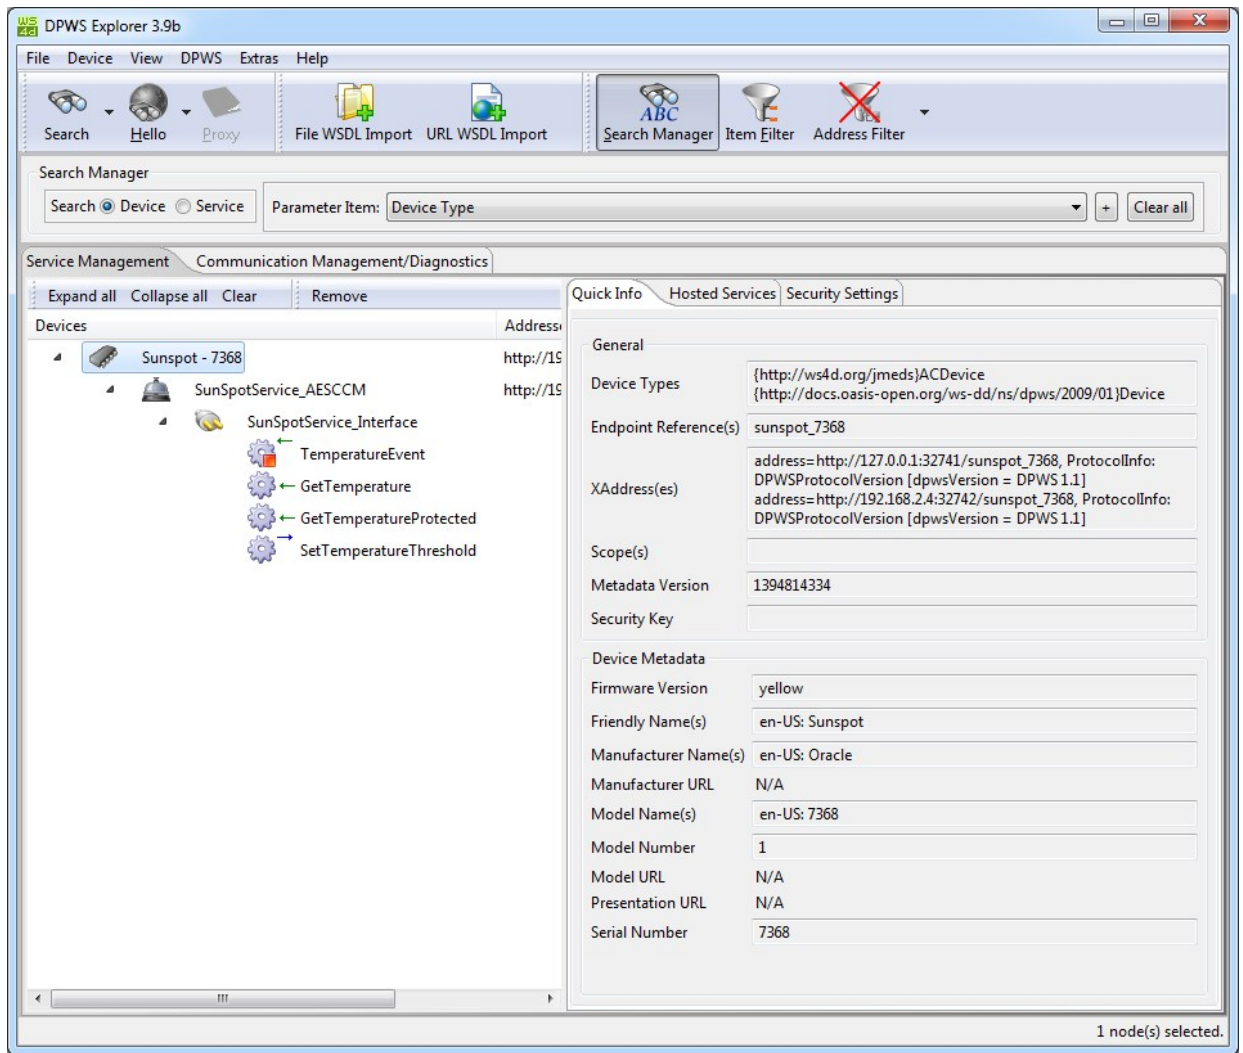 WS
4d DPWS Explorer 3.9b
File Device View DPWS Extras Help
Search Hello Proxy File WSDL Import URL WSDL Import ABC Search Manager Item Filter Address Filter
Search Manager
Search Device Service Parameter Item: Device Type + Clear all
Service Management Communication Management/Diagnostics
Expand all Collapse all Clear Remove
Quick Info Hosted Services Security Settings
Devices
Sunspot - 7368 http://19
SunSpotService_AESCCM http://19
SunSpotService_Interface
TemperatureEvent
GetTemperature
GetTemperatureProtected
SetTemperatureThreshold
General
Device Types {http://ws4d.org/jmeds}ACDevice
{http://docs.oasis-open.org/ws-dd/ns/dpws/2009/01}Device
Endpoint Reference(s) sunspot_7368
XAddress(es) address=http://127.0.0.1:32741/sunspot_7368, ProtocolInfo:
DPWSProtocolVersion [dpwsVersion = DPWS 1.1]
address=http://192.168.2.4:32742/sunspot_7368, ProtocolInfo:
DPWSProtocolVersion [dpwsVersion = DPWS 1.1]
Scope(s)
Metadata Version 1394814334
Security Key
Device Metadata
Firmware Version yellow
Friendly Name(s) en-US: Sunspot
Manufacturer Name(s) en-US: Oracle
Manufacturer URL N/A
Model Name(s) en-US: 7368
Model Number 1
Model URL N/A
Presentation URL N/A
Serial Number 7368
1 node(s) selected.